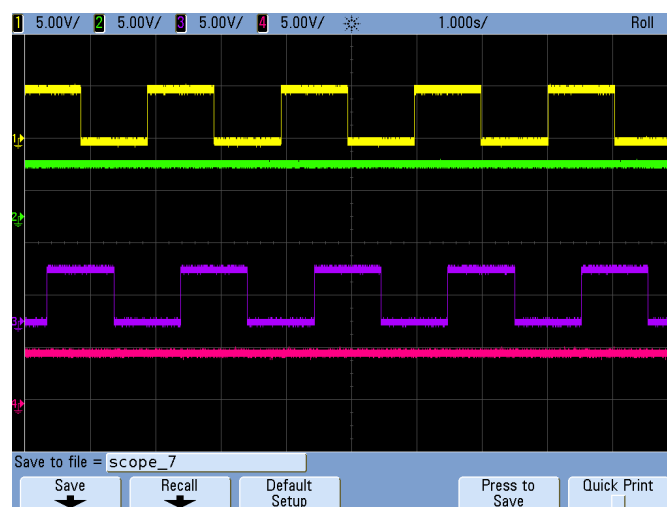 1 5.00V/ 2 5.00V/ 3 5.00V/ 4 5.00V/ 1.000s/ Roll
1
2
3
4
Save to file = scope_7
Save Recall Default Setup Press to Save Quick Print